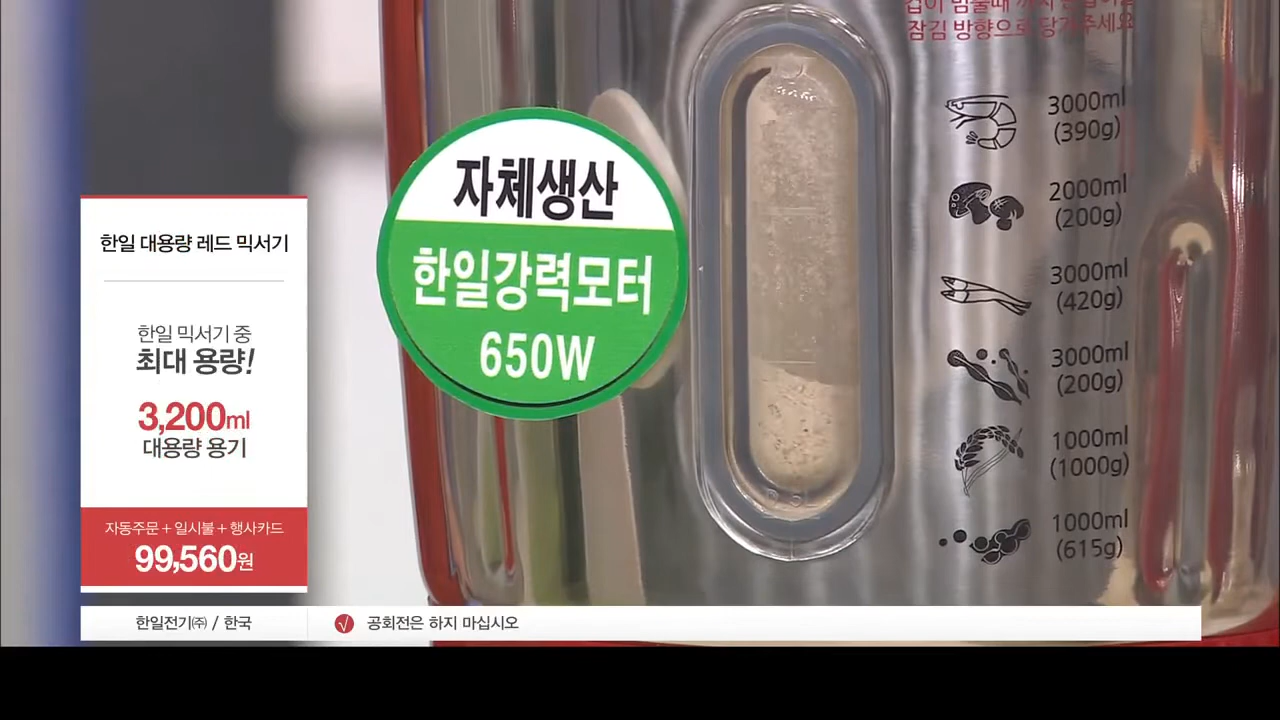 잠김 방향으로 당겨주세요
자체생산
한일강력모터
650W
한일 대용량 레드 믹서기
한일 믹서기 중
최대 용량!
3,200ml
대용량 용기
자동주문 + 일시불 + 행사카드
99,560원
3000ml
(390g)
2000ml
(200g)
3000ml
(420g)
3000ml
(200g)
1000ml
(1000g)
1000ml
(615g)
한일전기㈜ / 한국
공회전은 하지 마십시오